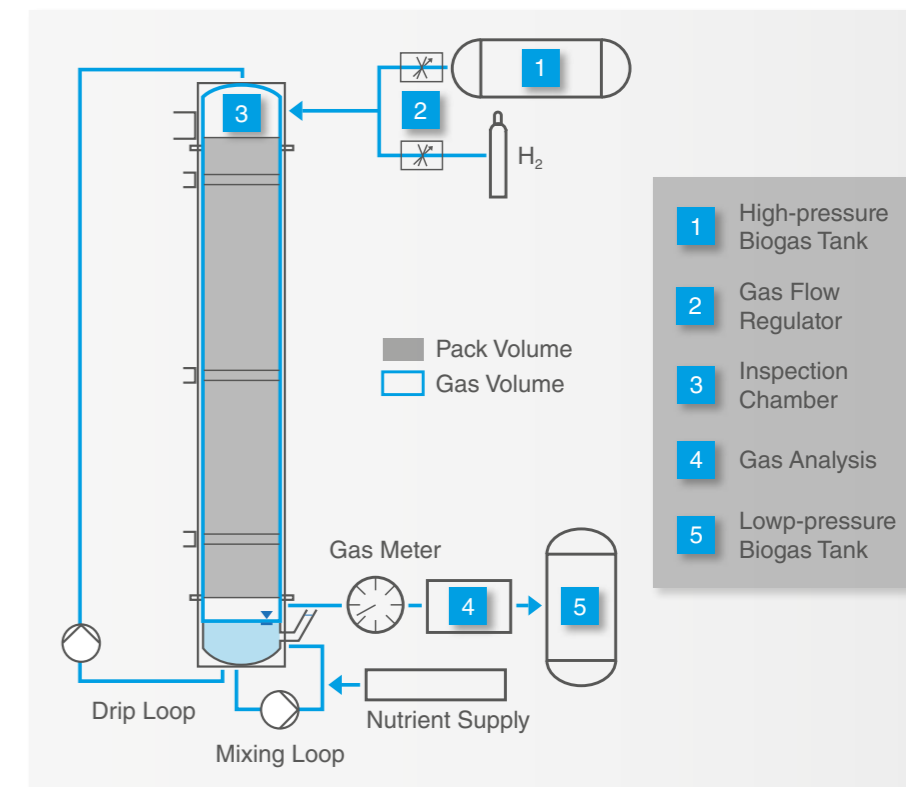 1
3
2
H₂
1 High-pressure
Biogas Tank
2 Gas Flow
Regulator
3 Inspection
Chamber
4 Gas Analysis
5 Lowp-pressure
Biogas Tank
Pack Volume
Gas Volume
Gas Meter
4
5
Drip Loop
Nutrient Supply
Mixing Loop